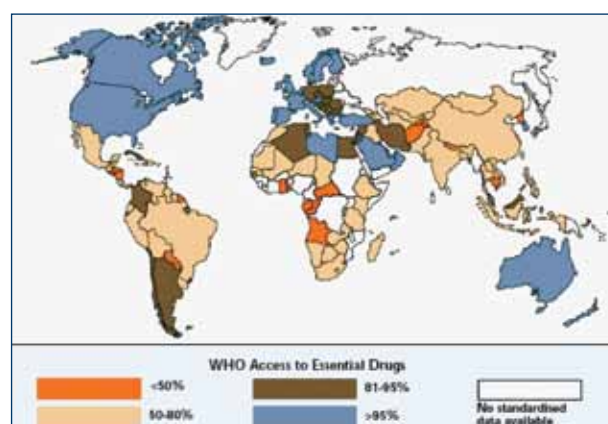 WHO Access to Essential Drugs
<50%
81-95%
50-80%
>95%
No standardised
data available